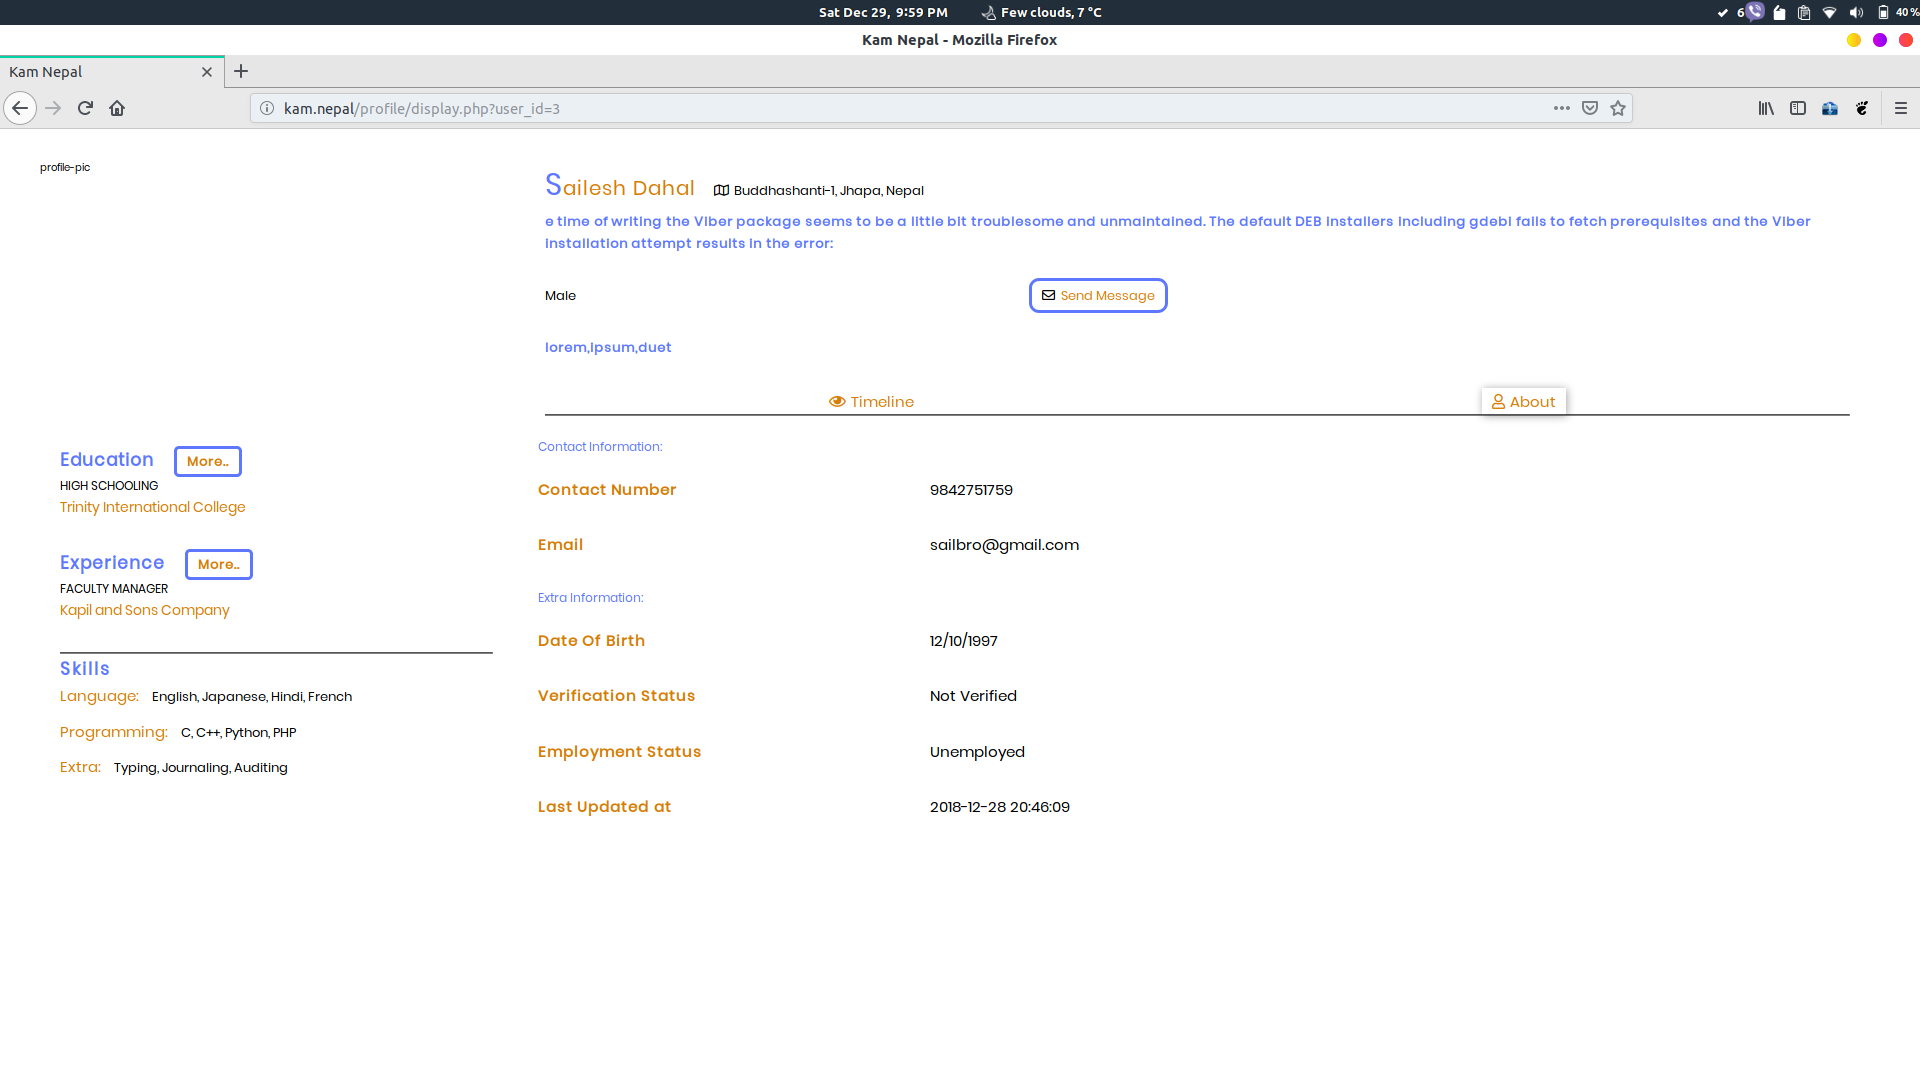 Sat Dec 29, 9:59 PM Few clouds, 7 °C 6 40 %
Kam Nepal - Mozilla Firefox
Kam Nepal
kam.nepal/profile/display.php?user_id=3
profile-pic
Sailesh Dahal Buddhashanti-1, Jhapa, Nepal
e time of writing the Viber package seems to be a little bit troublesome and unmaintained. The default DEB installers including gdebi fails to fetch prerequisites and the Viber
installation attempt results in the error:
Male Send Message
lorem,ipsum,duet
Timeline About
Education More..
HIGH SCHOOLING
Trinity International College
Experience More..
FACULTY MANAGER
Kapil and Sons Company
Skills
Language: English, Japanese, Hindi, French
Programming: C, C++, Python, PHP
Extra: Typing, Journaling, Auditing
Contact Information:
Contact Number 9842751759
Email sailbro@gmail.com
Extra Information:
Date Of Birth 12/10/1997
Verification Status Not Verified
Employment Status Unemployed
Last Updated at 2018-12-28 20:46:09